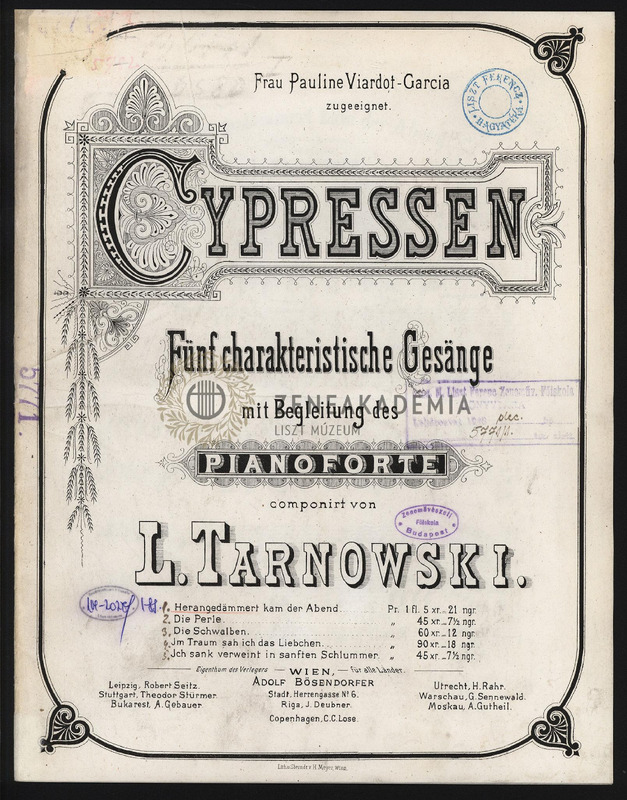 Frau Pauline Viardot-Garcia
zugeeignet.
LISZT FERENCZ HAGYATÉKA
CYPRESSEN
Fünf charakteristische Gesänge
mit Begleitung des
ZENEAKADEMIA
LISZT MÚZEUM
PIANOFORTE
componirt von
Zeneművészeti
Főiskola
Budapest
5771.
L. TARNOWSKI.
1. Herangedämmert kam der Abend. Pr. 1 fl. 5 xr. _ 21 ngr.
2. Die Perle. „ 45 xr. _ 7½ ngr.
3. Die Schwalben. „ 60 xr. _ 12 ngr.
4. Jm Traum sah ich das Liebchen. „ 90 xr. _ 18 ngr.
5. Jch sank verweint in sanften Schlummer. „ 45 xr. _ 7½ ngr.
Eigenthum des Verlegers — WIEN, — Für alle Länder.
ADOLF BÖSENDORFER
Stadt, Herrengasse No 6.
Leipzig, Robert Seitz.
Stuttgart, Theodor Stürmer.
Bukarest, A. Gebauer
Riga, J. Deubner.
Copenhagen, C.C. Lose.
Utrecht, H. Rahr.
Warschau, G. Sennewald.
Moskau, A. Gutheil.